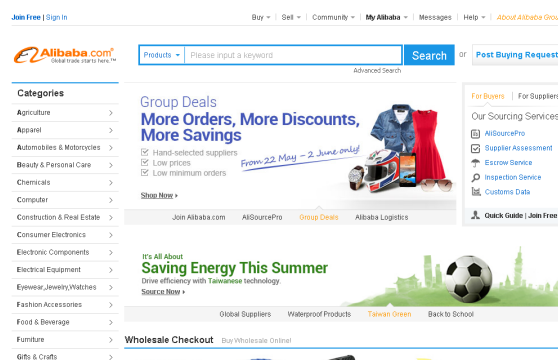 Join Free | Sign In
Buy | Sell | Community | My Alibaba | Messages | Help | About Alibaba Grou
Alibaba.com®
Global trade starts here.™
Products Please input a keyword Search or Post Buying Request
Advanced Search
Categories
Agriculture
Apparel
Automobiles & Motorcycles
Beauty & Personal Care
Chemicals
Computer
Construction & Real Estate
Consumer Electronics
Electronic Components
Electrical Equipment
Eyewear,Jewelry,Watches
Fashion Accessories
Food & Beverage
Furniture
Gifts & Crafts
Group Deals
More Orders, More Discounts,
More Savings
Hand-selected suppliers
Low prices
Low minimum orders
From 22 May – 2 June only!
Shop Now
Join Alibaba.com AliSourcePro Group Deals Alibaba Logistics
It's All About
Saving Energy This Summer
Drive efficiency with Taiwanese technology.
Source Now
Global Suppliers Waterproof Products Taiwan Green Back to School
Wholesale Checkout Buy Wholesale Online!
For Buyers | For Suppliers
Our Sourcing Services
AliSourcePro
Supplier Assessment
Escrow Service
Inspection Service
Customs Data
Quick Guide | Join Free